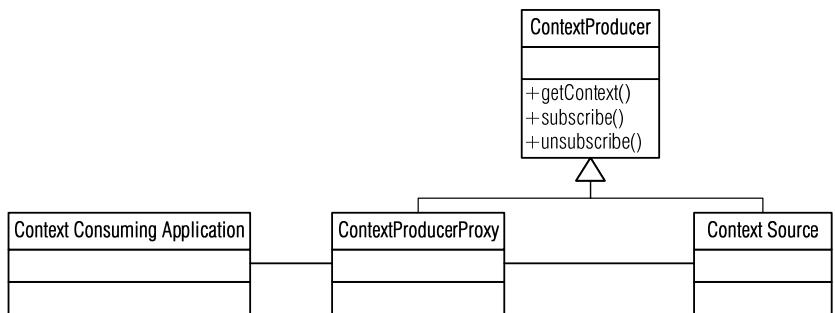 ContextProducer
+getContext()
+subscribe()
+unsubscribe()
Context Consuming Application
ContextProducerProxy
Context Source